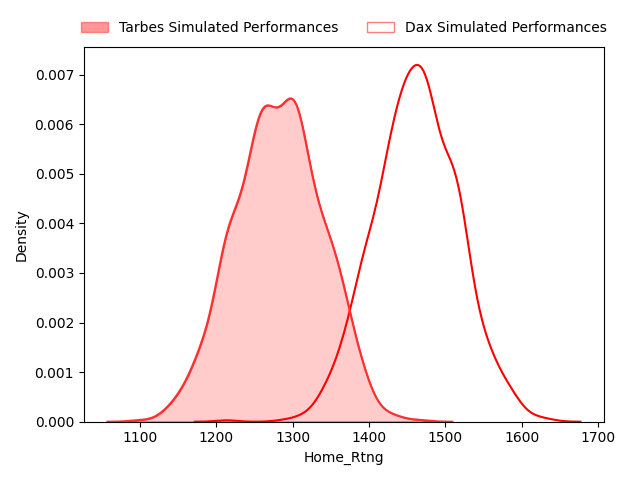 Tarbes Simulated Performances Dax Simulated Performances
0.007
0.006
0.005
0.004
0.003
0.002
0.001
0.000
Density
1100 1200 1300 1400 1500 1600 1700
Home_Rtng